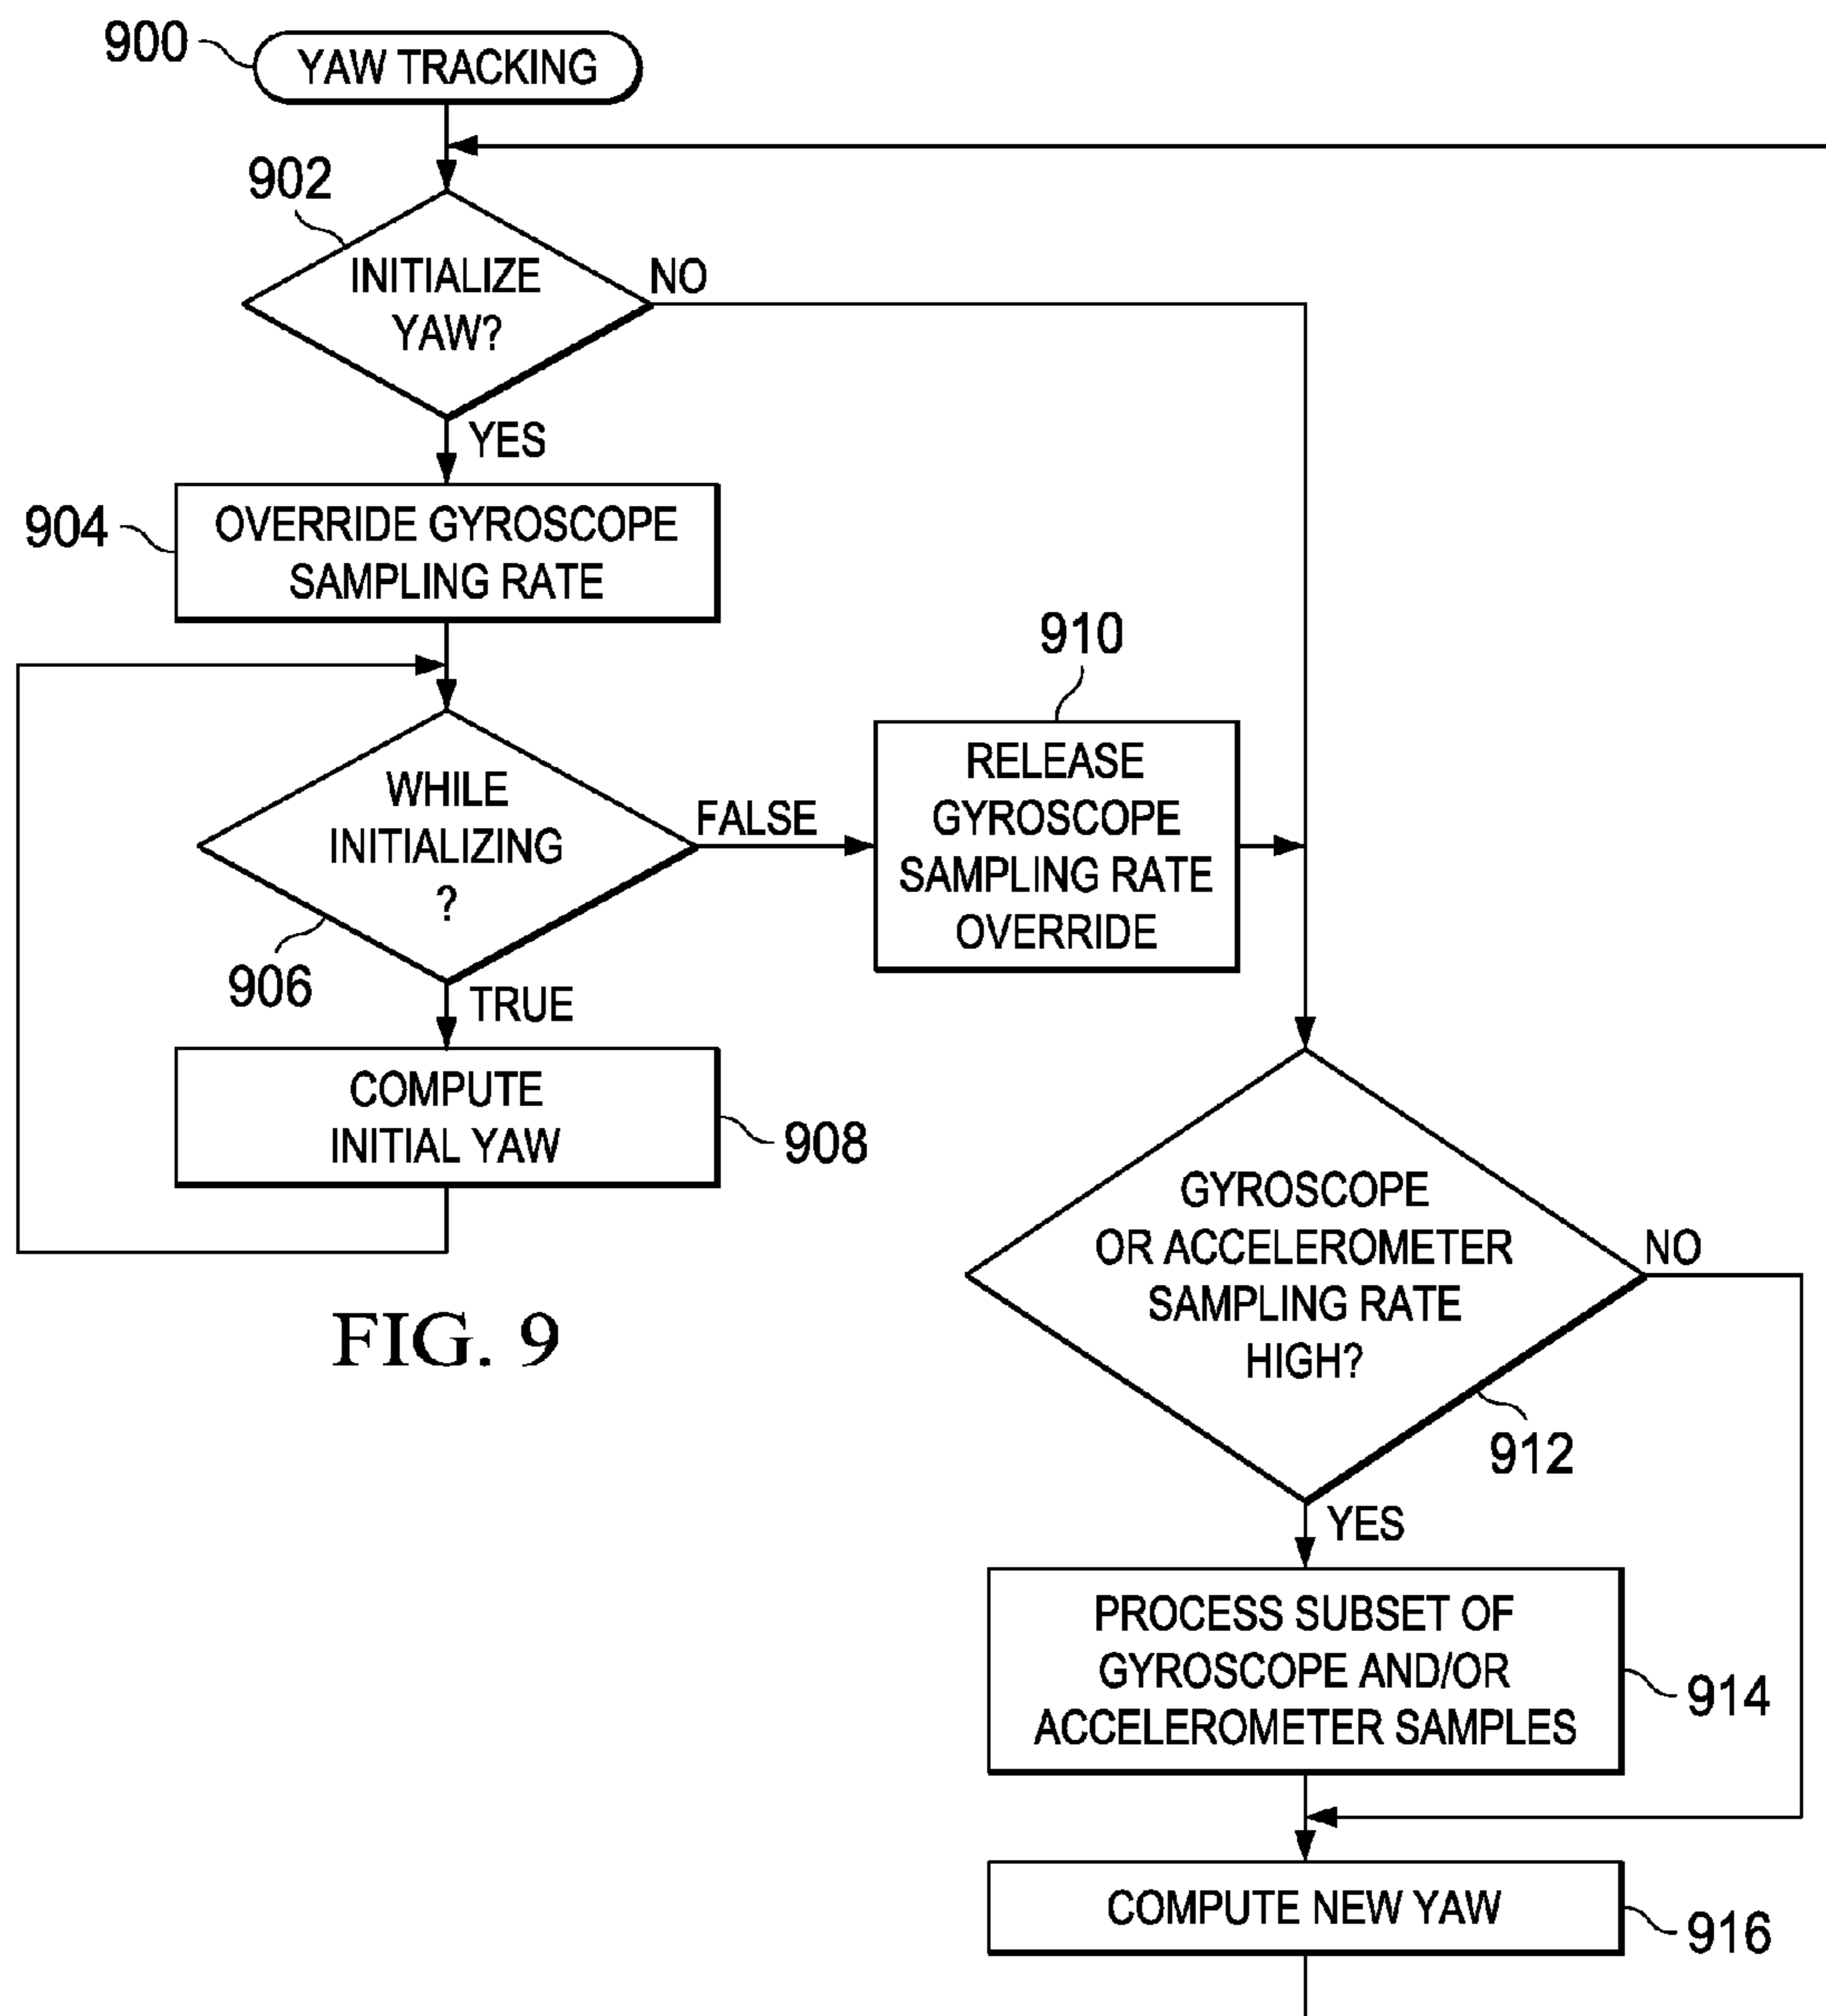 900
YAW TRACKING
902
INITIALIZE
YAW?
NO
YES
904
OVERRIDE GYROSCOPE
SAMPLING RATE
906
WHILE
INITIALIZING
?
FALSE
TRUE
910
RELEASE
GYROSCOPE
SAMPLING RATE
OVERRIDE
COMPUTE
INITIAL YAW
908
FIG. 9
GYROSCOPE
OR ACCELEROMETER
SAMPLING RATE
HIGH?
NO
912
YES
PROCESS SUBSET OF
GYROSCOPE AND/OR
ACCELEROMETER SAMPLES
914
COMPUTE NEW YAW
916